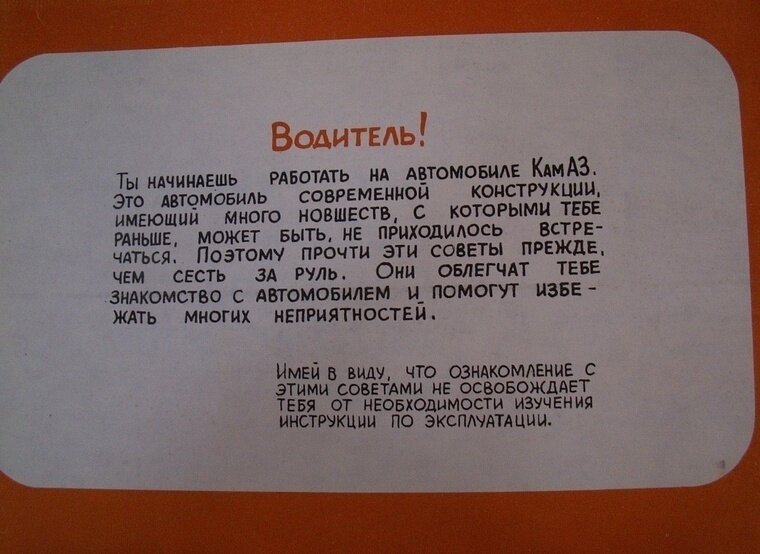 Водитель!
Ты начинаешь работать на автомобиле КамАЗ.
Это автомобиль современной конструкции,
имеющий много новшеств, с которыми тебе
раньше, может быть, не приходилось встре-
чаться. Поэтому прочти эти советы прежде,
чем сесть за руль. Они облегчат тебе
знакомство с автомобилем и помогут избе-
жать многих неприятностей.
Имей в виду, что ознакомление с
этими советами не освобождает
тебя от необходимости изучения
инструкции по эксплуатации.